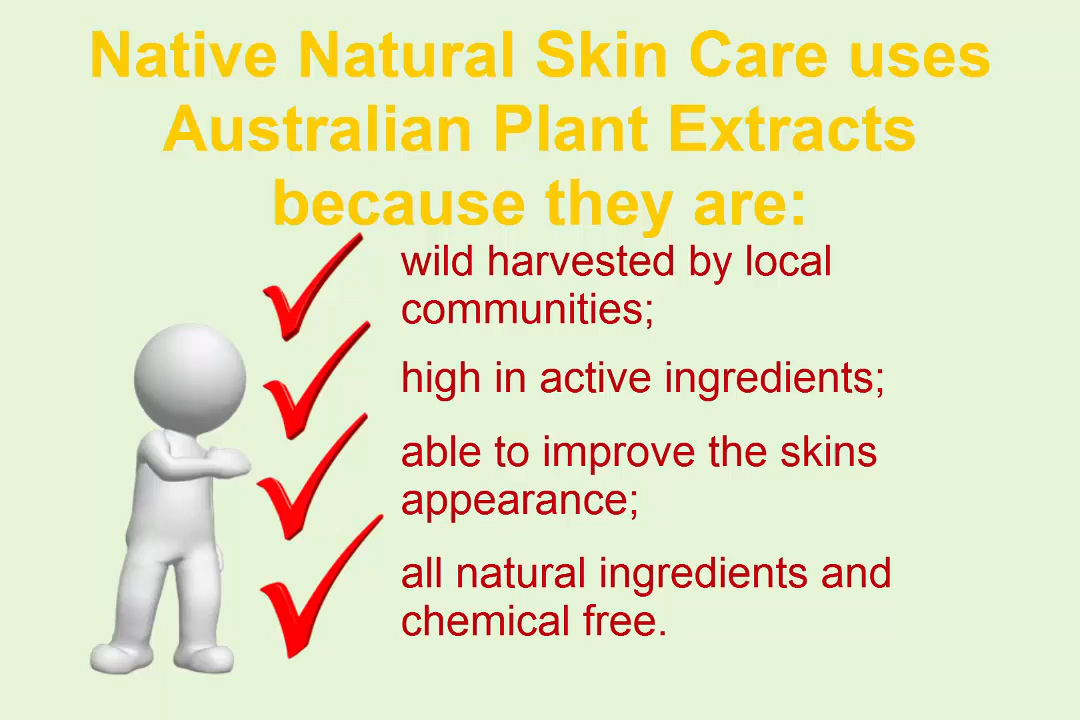 Native Natural Skin Care uses
Australian Plant Extracts
because they are:
wild harvested by local
communities;
high in active ingredients;
able to improve the skins
appearance;
all natural ingredients and
chemical free.